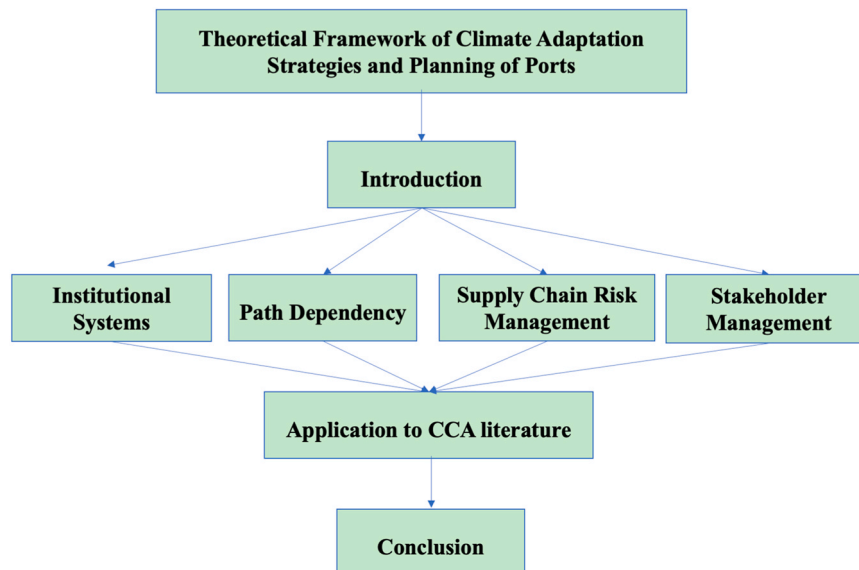 Theoretical Framework of Climate Adaptation
Strategies and Planning of Ports
Introduction
Institutional
Systems
Path Dependency
Supply Chain Risk
Management
Stakeholder
Management
Application to CCA literature
Conclusion